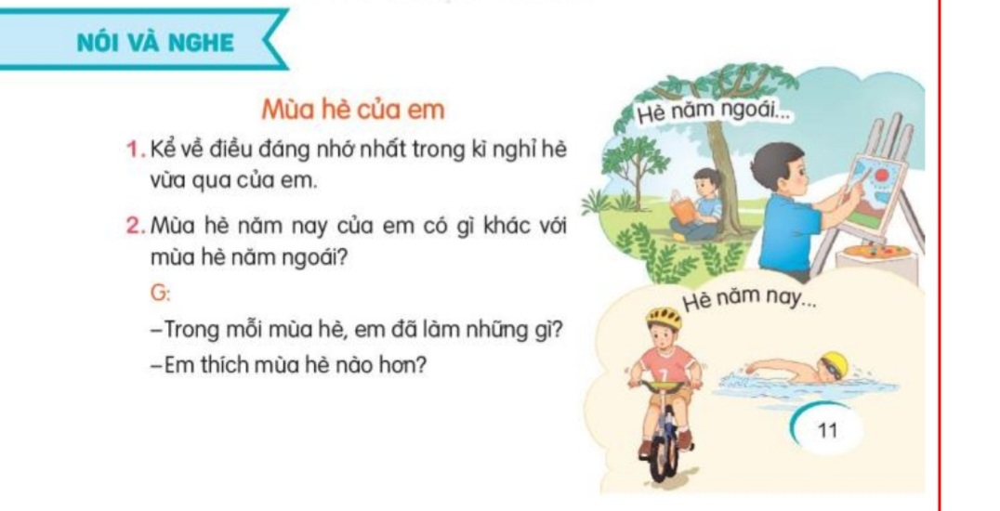 NÓI VÀ NGHE
Mùa hè của em
1. Kể về điều đáng nhớ nhất trong kì nghỉ hè
vừa qua của em.
2. Mùa hè năm nay của em có gì khác với
mùa hè năm ngoái?
G:
– Trong mỗi mùa hè, em đã làm những gì?
– Em thích mùa hè nào hơn?
Hè năm ngoái...
Hè năm nay...
7
11